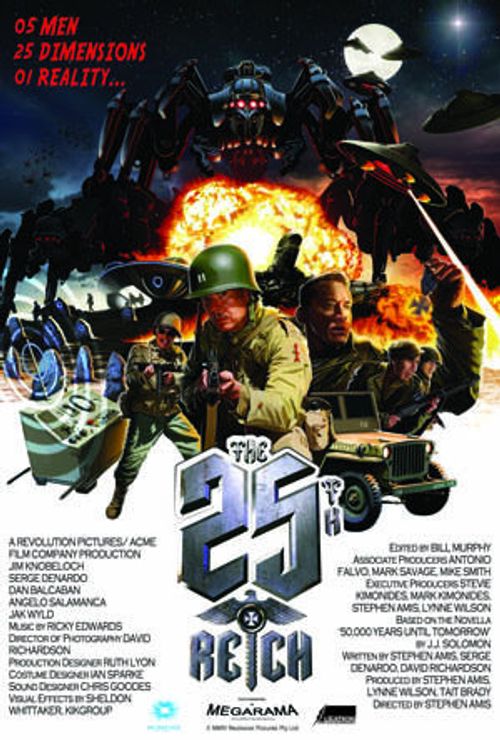 05 MEN
25 DIMENSIONS
01 REALITY...
THE
25
TH
REICH
A REVOLUTION PICTURES/ ACME
FILM COMPANY PRODUCTION
JIM KNOBELOCH
SERGE DENARDO
DAN BALCABAN
ANGELO SALAMANCA
JAK WYLD
MUSIC BY RICKY EDWARDS
DIRECTOR OF PHOTOGRAPHY DAVID
RICHARDSON
PRODUCTION DESIGNER RUTH LYON
COSTUME DESIGNER IAN SPARKE
SOUND DESIGNER CHRIS GOODES
VISUAL EFFECTS BY SHELDON
WHITTAKER, KIKGROUP
EDITED BY BILL MURPHY
ASSOCIATE PRODUCERS ANTONIO
FALVO, MARK SAVAGE, MIKE SMITH
EXECUTIVE PRODUCERS STEVE
KIMONIDES, MARK KIMONIDES,
STEPHEN AMIS, LYNNE WILSON
BASED ON THE NOVELLA
'50,000 YEARS UNTIL TOMORROW'
BY J.J. SOLOMON
WRITTEN BY STEPHEN AMIS, SERGE
DENARDO, DAVID RICHARDSON
PRODUCED BY STEPHEN AMIS,
LYNNE WILSON, TAIT BRADY
DIRECTED BY STEPHEN AMIS
MEGARAMA